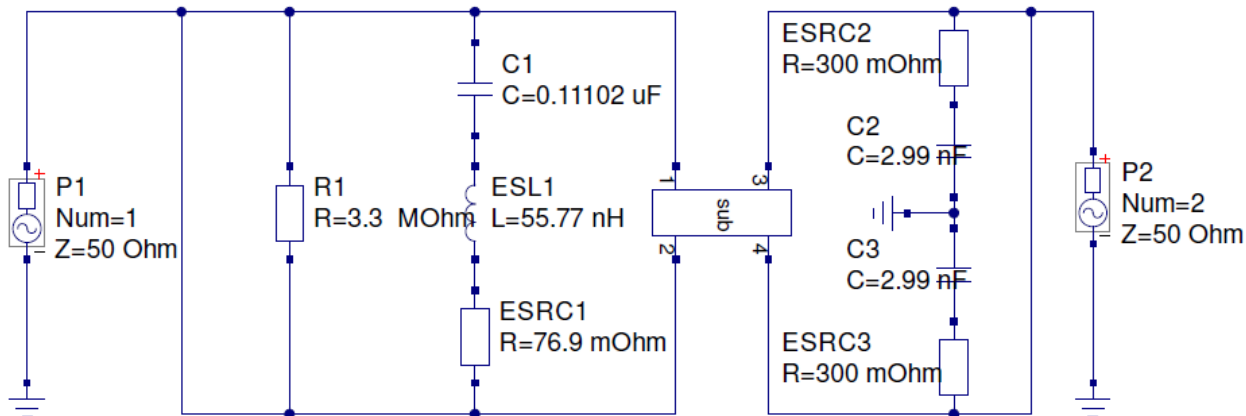 P1
Num=1
Z=50 Ohm
R1
R=3.3 MOhm
C1
C=0.11102 uF
ESL1
L=55.77 nH
ESRC1
R=76.9 mOhm
1
2
sub
3
4
ESRC2
R=300 mOhm
C2
C=2.99 nF
C3
C=2.99 nF
ESRC3
R=300 mOhm
P2
Num=2
Z=50 Ohm